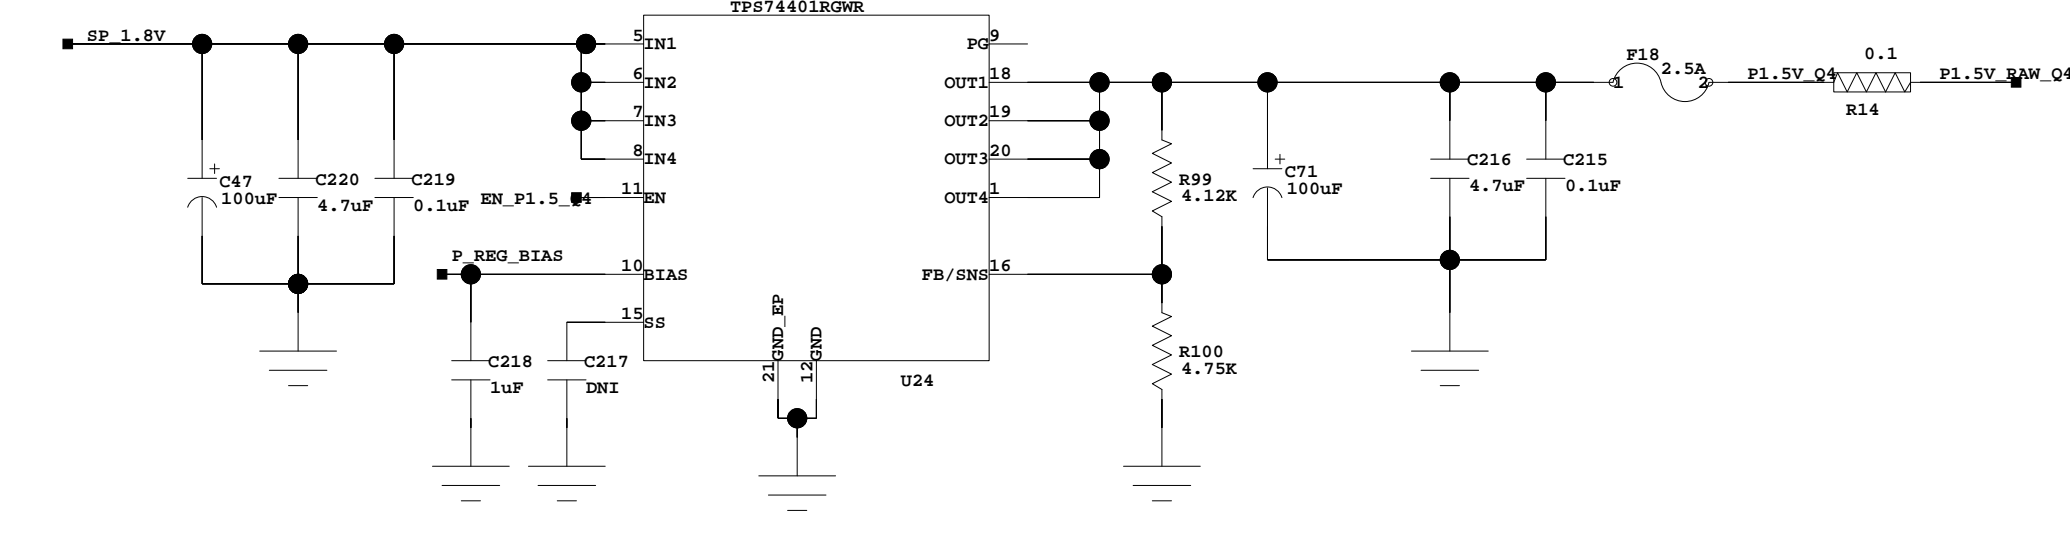 TPS74401RGWR
SP_1.8V
5 IN1
PG 9
6 IN2
OUT1 18
7 IN3
OUT2 19
8 IN4
OUT3 20
11 EN
OUT4 1
EN_P1.5_Q4
10 BIAS
FB/SNS 16
P_REG_BIAS
15 SS
21 GND_EP
12 GND
U24
+
C47
100uF
C220
4.7uF
C219
0.1uF
C218
1uF
C217
DNI
R99
4.12K
R100
4.75K
+
C71
100uF
C216
4.7uF
C215
0.1uF
F18
2.5A
1 2
P1.5V_Q4
0.1
R14
P1.5V_RAW_Q4